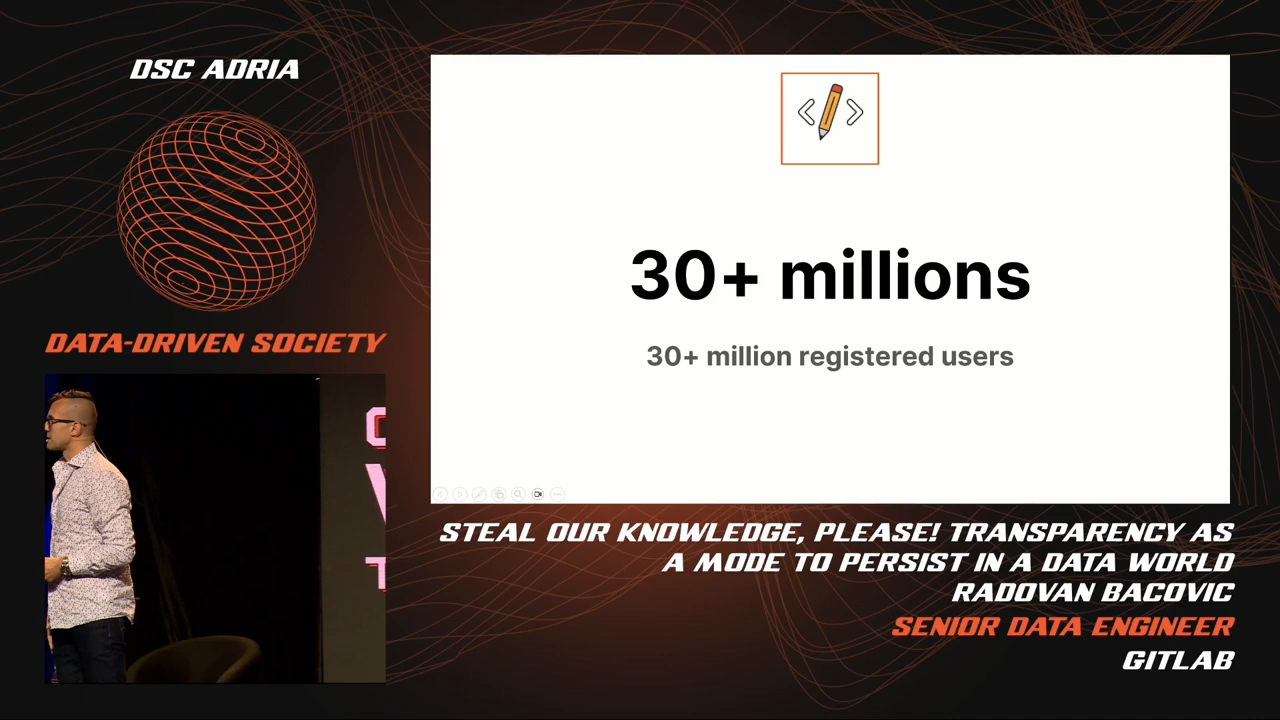 DSC ADRIA
DATA-DRIVEN SOCIETY
30+ millions
30+ million registered users
STEAL OUR KNOWLEDGE, PLEASE! TRANSPARENCY AS
A MODE TO PERSIST IN A DATA WORLD
RADOVAN BACOVIC
SENIOR DATA ENGINEER
GITLAB